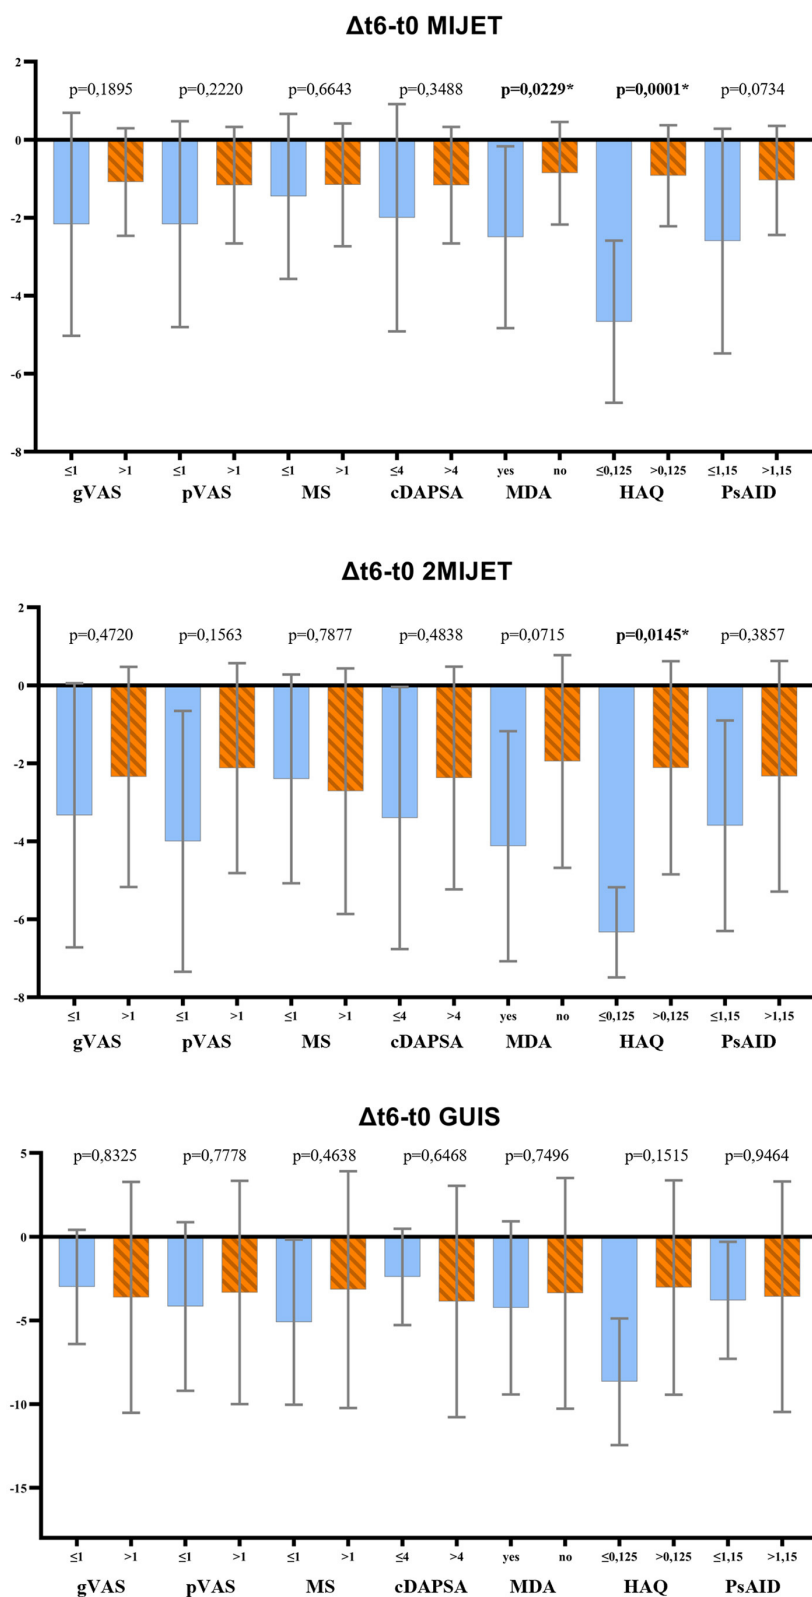 Δt6-t0 MIJET
2
p=0,1895 p=0,2220 p=0,6643 p=0,3488 p=0,0229* p=0,0001* p=0,0734
0
-2
-4
-6
-8
≤1 >1 ≤1 >1 ≤1 >1 ≤4 >4 yes no ≤0,125 >0,125 ≤1,15 >1,15
gVAS pVAS MS cDAPSA MDA HAQ PsAID
Δt6-t0 2MIJET
2
p=0,4720 p=0,1563 p=0,7877 p=0,4838 p=0,0715 p=0,0145* p=0,3857
0
-2
-4
-6
-8
≤1 >1 ≤1 >1 ≤1 >1 ≤4 >4 yes no ≤0,125 >0,125 ≤1,15 >1,15
gVAS pVAS MS cDAPSA MDA HAQ PsAID
Δt6-t0 GUIS
5
p=0,8325 p=0,7778 p=0,4638 p=0,6468 p=0,7496 p=0,1515 p=0,9464
0
-5
-10
-15
≤1 >1 ≤1 >1 ≤1 >1 ≤4 >4 yes no ≤0,125 >0,125 ≤1,15 >1,15
gVAS pVAS MS cDAPSA MDA HAQ PsAID